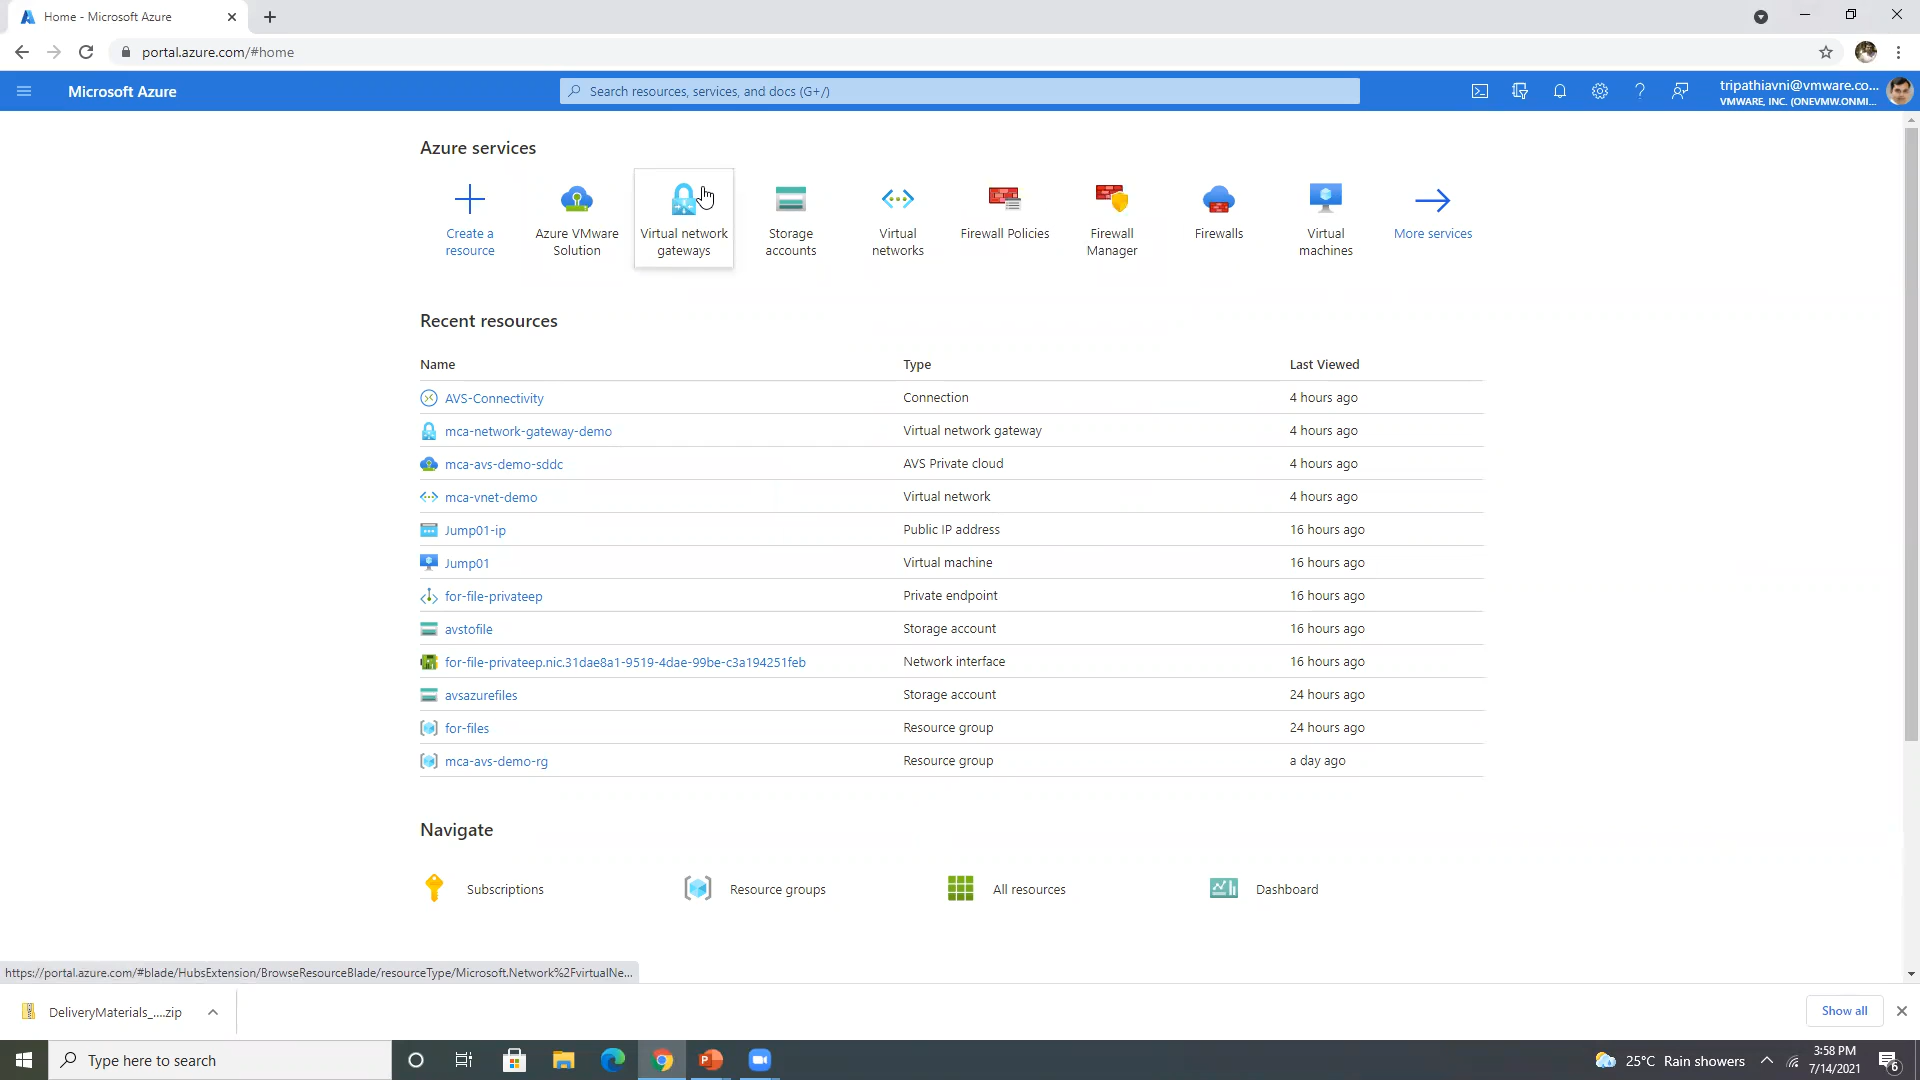 Home - Microsoft Azure
portal.azure.com/#home
Microsoft Azure
Search resources, services, and docs (G+/)
tripathiavni@vmware.co...
VMWARE, INC. (ONEVMW.ONMI...
Azure services
Create a
resource
Azure VMware
Solution
Virtual network
gateways
Storage
accounts
Virtual
networks
Firewall Policies
Firewall
Manager
Firewalls
Virtual
machines
More services
Recent resources
Name Type Last Viewed
AVS-Connectivity Connection 4 hours ago
mca-network-gateway-demo Virtual network gateway 4 hours ago
mca-avs-demo-sddc AVS Private cloud 4 hours ago
mca-vnet-demo Virtual network 4 hours ago
Jump01-ip Public IP address 16 hours ago
Jump01 Virtual machine 16 hours ago
for-file-privateep Private endpoint 16 hours ago
avstofile Storage account 16 hours ago
for-file-privateep.nic.31dae8a1-9519-4dae-99be-c3a194251feb Network interface 16 hours ago
avsazurefiles Storage account 24 hours ago
for-files Resource group 24 hours ago
mca-avs-demo-rg Resource group a day ago
Navigate
Subscriptions Resource groups All resources Dashboard
https://portal.azure.com/#blade/HubsExtension/BrowseResourceBlade/resourceType/Microsoft.Network%2FvirtualNe...
DeliveryMaterials_....zip
Show all
Type here to search
25°C Rain showers
3:58 PM
7/14/2021
6